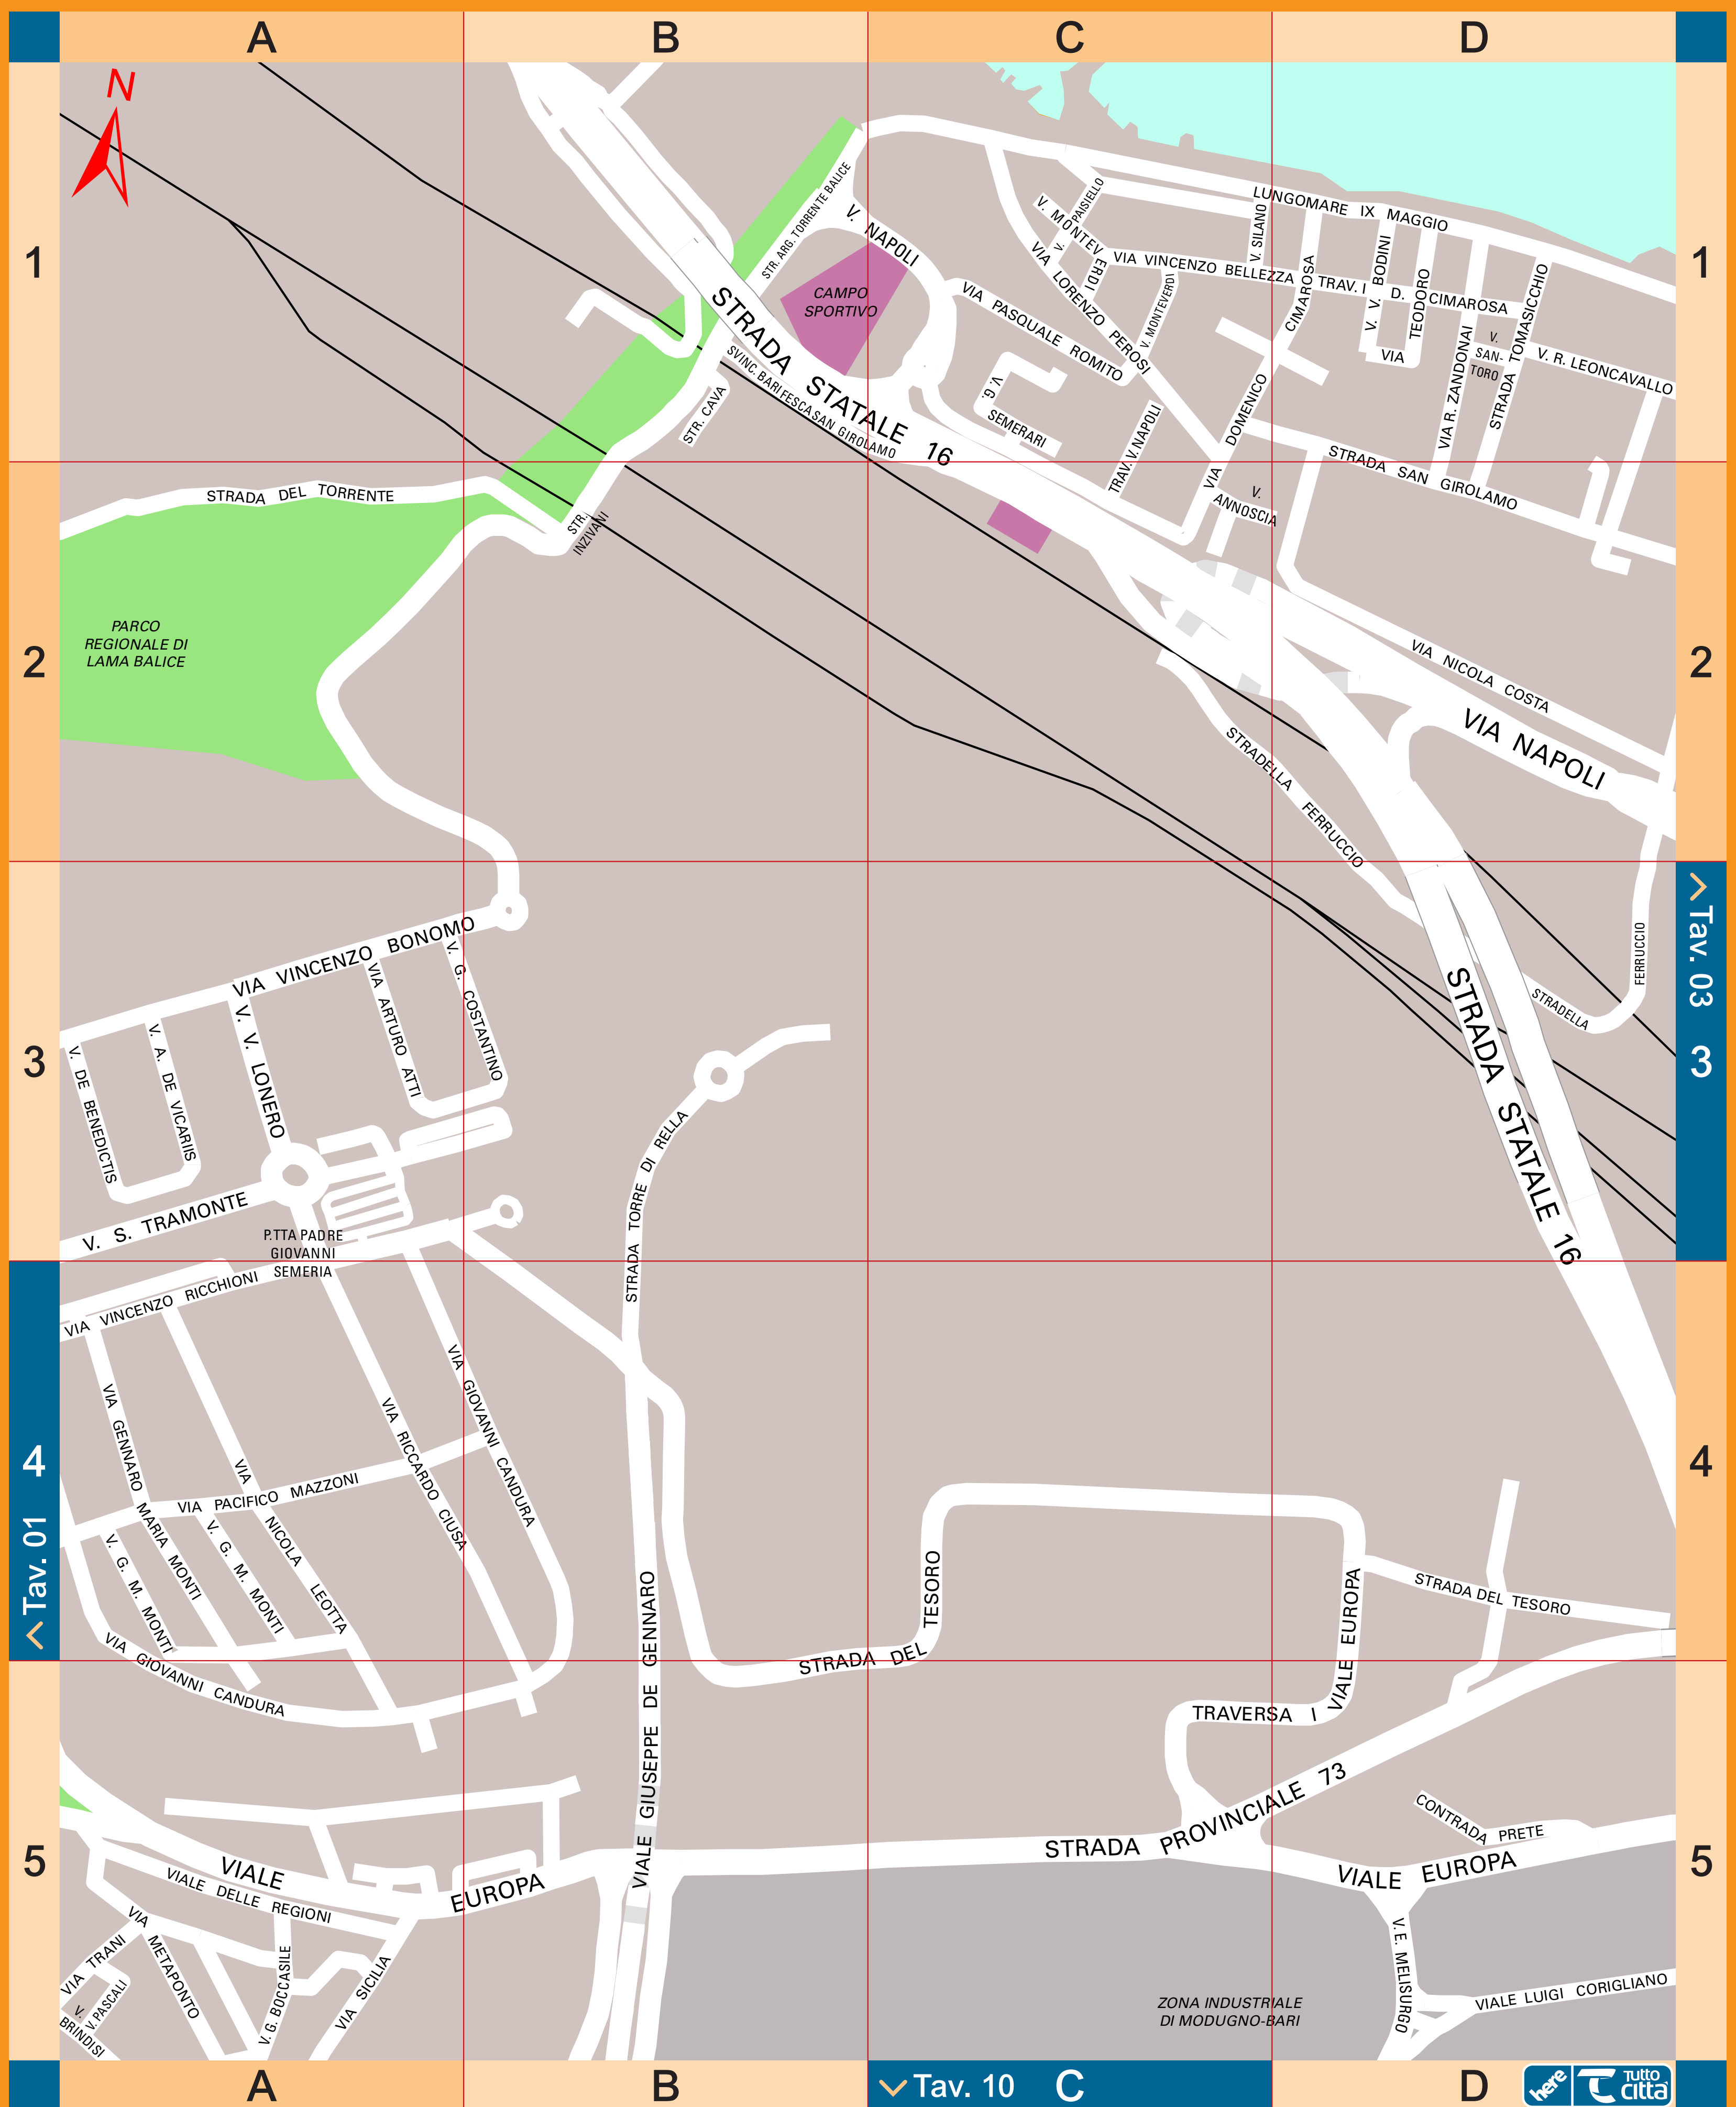 A
B
C
D
1
N
STR. ARG. TORRENTE BALICE
V. NAPOLI
CAMPO
SPORTIVO
STRADA STATALE 16
SVINC. BARI FESCA SAN GIROLAMO
STR. CAVA
V. PAISIELLO
V. MONTEVERDI
VIA LORENZO PEROSI
LUNGOMARE IX MAGGIO
V. SILANO
VIA VINCENZO BELLEZZA
TRAV. I D. CIMAROSA
V. V. BODINI
VIA TEODORO
V. MONTEVERDI
VIA DOMENICO CIMAROSA
VIA PASQUALE ROMITO
V. G.
SEMERARI
TRAV. V. NAPOLI
VIA R. ZANDONAI
V.
SAN-
TORO
STRADA TOMASICCHIO
V. R. LEONCAVALLO
1
STRADA SAN GIROLAMO
V.
ANNOSCIA
STRADA DEL TORRENTE
STR.
INZIVANI
2
PARCO
REGIONALE DI
LAMA BALICE
VIA NICOLA COSTA
VIA NAPOLI
2
STRADELLA FERRUCCIO
VIA VINCENZO BONOMO
V. G. COSTANTINO
VIA ARTURO ATTI
V. V. LONERO
V. A. DE VICARIIS
V. DE BENEDICTIS
3
V. S. TRAMONTE
P.TTA PADRE
GIOVANNI
SEMERIA
STRADA TORRE DI RELLA
STRADA STATALE 16
STRADELLA FERRUCCIO
Tav. 03
3
VIA VINCENZO RICCHIONI
VIA GENNARO MARIA MONTI
VIA NICOLA LEOTTA
VIA RICCARDO CIUSA
VIA GIOVANNI CANDURA
4
Tav. 01
VIA PACIFICO MAZZONI
V. G. M. MONTI
V. G. M. MONTI
VIA GIOVANNI CANDURA
VIALE GIUSEPPE DE GENNARO
STRADA DEL TESORO
VIALE EUROPA
TRAVERSA I
STRADA DEL TESORO
4
5
VIALE EUROPA
VIALE DELLE REGIONI
VIA METAPONTO
VIA TRANI
V. PASCALI
V.
BRINDISI
V. G. BOCCASILE
VIA SICILIA
STRADA PROVINCIALE 73
CONTRADA PRETE
VIALE EUROPA
V. E. MELISURGO
VIALE LUIGI CORIGLIANO
ZONA INDUSTRIALE
DI MODUGNO-BARI
5
A
B
Tav. 10 C
D
here
TUTTO
città